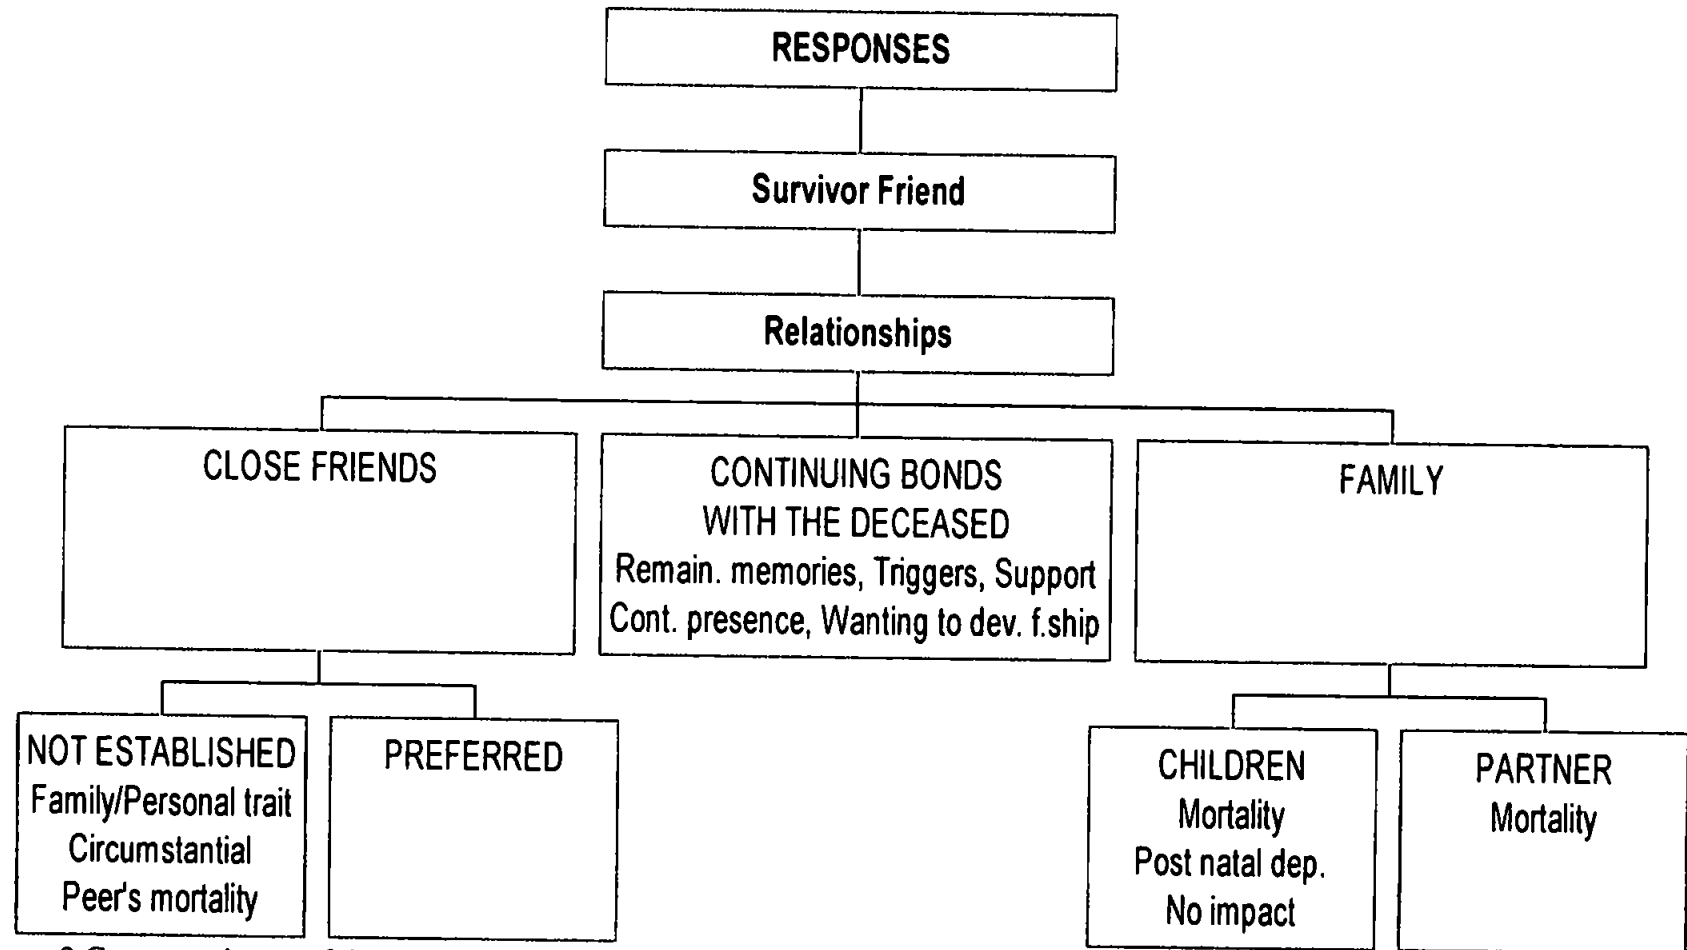 RESPONSES
Survivor Friend
Relationships
CLOSE FRIENDS
CONTINUING BONDS
WITH THE DECEASED
Remain. memories, Triggers, Support
Cont. presence, Wanting to dev. f.ship
FAMILY
NOT ESTABLISHED
Family/Personal trait
Circumstantial
Peer's mortality
PREFERRED
CHILDREN
Mortality
Post natal dep.
No impact
PARTNER
Mortality